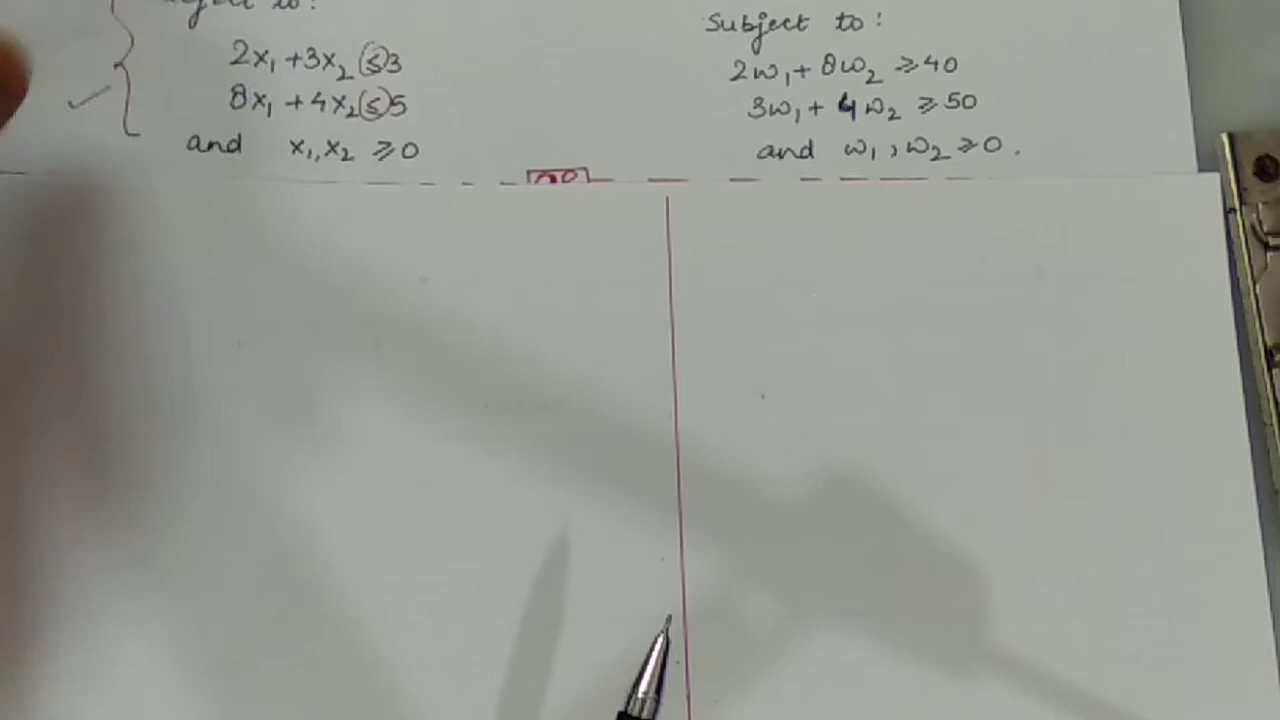 to:
2x₁ + 3x₂ ≤ 3
8x₁ + 4x₂ ≤ 5
and x₁, x₂ ≥ 0
Subject to:
2w₁ + 8w₂ ≥ 40
3w₁ + 4w₂ ≥ 50
and w₁, w₂ ≥ 0.